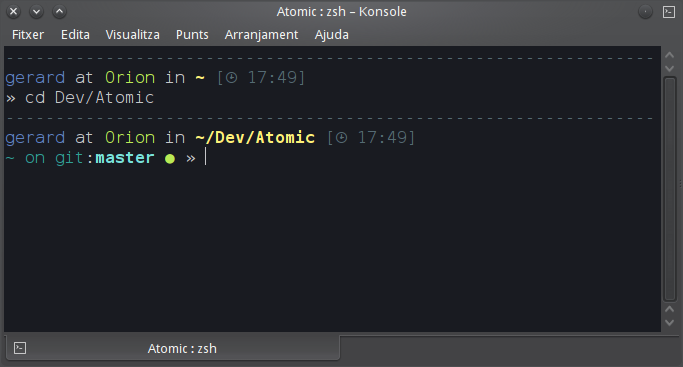 Atomic : zsh – Konsole
Fitxer Edita Visualitza Punts Arranjament Ajuda
gerard at Orion in ~ [◷ 17:49]
» cd Dev/Atomic
gerard at Orion in ~/Dev/Atomic [◷ 17:49]
~ on git:master ● »
Atomic : zsh